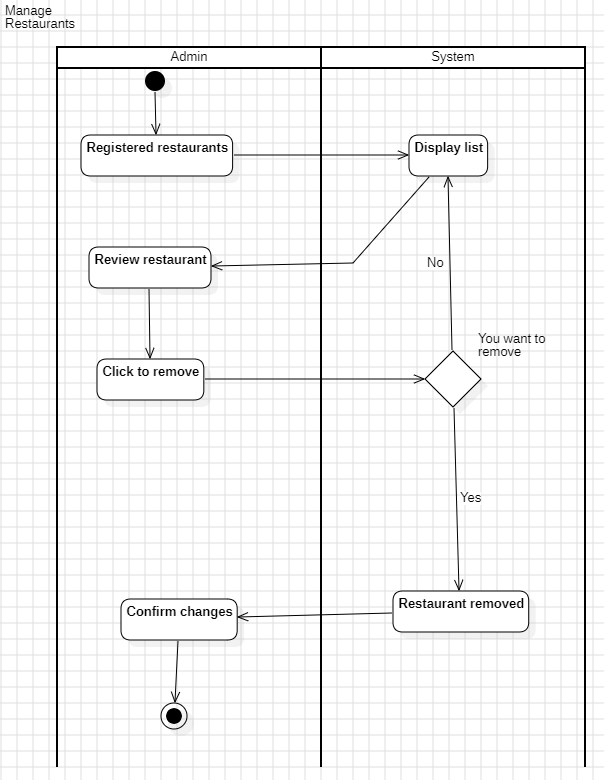 Manage
Restaurants
Admin
System
Registered restaurants
Display list
Review restaurant
No
You want to
remove
Click to remove
Yes
Restaurant removed
Confirm changes